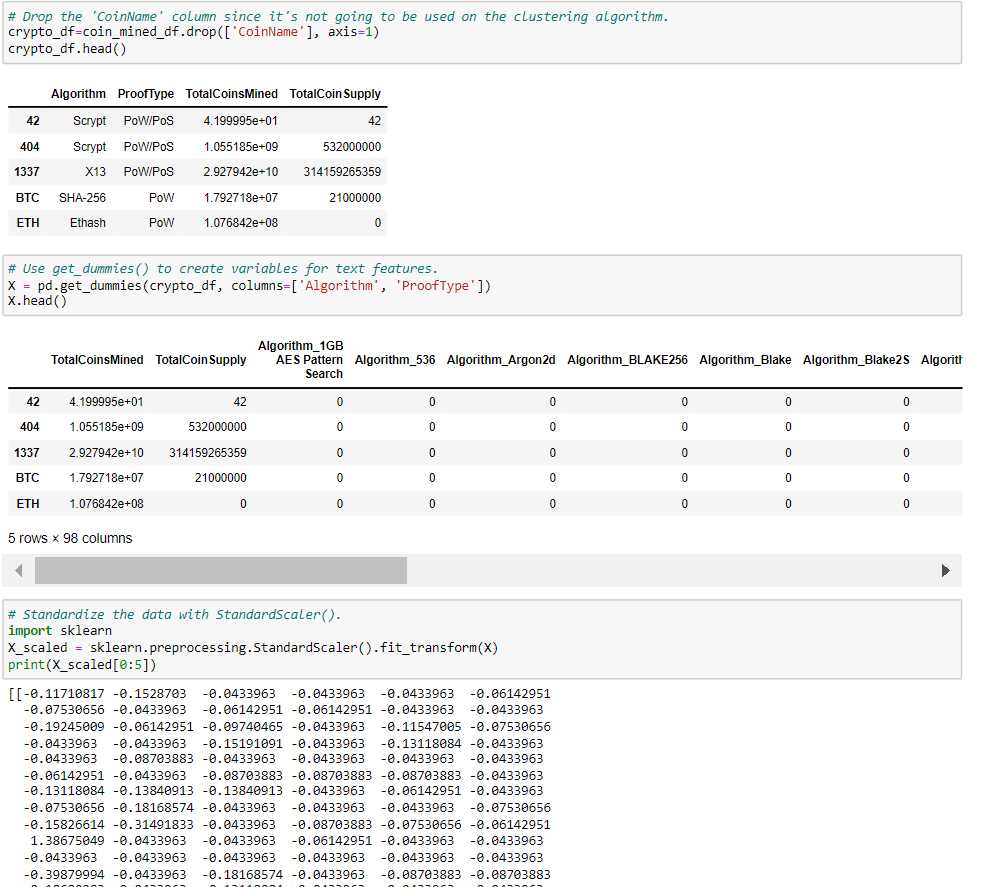 # Drop the 'CoinName' column since it's not going to be used on the clustering algorithm.
crypto_df=coin_mined_df.drop(['CoinName'], axis=1)
crypto_df.head()
Algorithm ProofType TotalCoinsMined TotalCoinSupply
42 Scrypt PoW/PoS 4.199995e+01 42
404 Scrypt PoW/PoS 1.055185e+09 532000000
1337 X13 PoW/PoS 2.927942e+10 314159265359
BTC SHA-256 PoW 1.792718e+07 21000000
ETH Ethash PoW 1.076842e+08 0
# Use get_dummies() to create variables for text features.
X = pd.get_dummies(crypto_df, columns=['Algorithm', 'ProofType'])
X.head()
TotalCoinsMined TotalCoinSupply Algorithm_1GB AES Pattern Search Algorithm_536 Algorithm_Argon2d Algorithm_BLAKE256 Algorithm_Blake Algorithm_Blake2S Algorith
42 4.199995e+01 42 0 0 0 0 0 0
404 1.055185e+09 532000000 0 0 0 0 0 0
1337 2.927942e+10 314159265359 0 0 0 0 0 0
BTC 1.792718e+07 21000000 0 0 0 0 0 0
ETH 1.076842e+08 0 0 0 0 0 0 0
5 rows × 98 columns
# Standardize the data with StandardScaler().
import sklearn
X_scaled = sklearn.preprocessing.StandardScaler().fit_transform(X)
print(X_scaled[0:5])
[[-0.11710817 -0.1528703 -0.0433963 -0.0433963 -0.0433963 -0.06142951
-0.07530656 -0.0433963 -0.06142951 -0.06142951 -0.0433963 -0.0433963
-0.19245009 -0.06142951 -0.09740465 -0.0433963 -0.11547005 -0.07530656
-0.0433963 -0.0433963 -0.15191091 -0.0433963 -0.13118084 -0.0433963
-0.0433963 -0.08703883 -0.0433963 -0.0433963 -0.0433963 -0.0433963
-0.06142951 -0.0433963 -0.08703883 -0.08703883 -0.08703883 -0.0433963
-0.13118084 -0.13840913 -0.13840913 -0.0433963 -0.06142951 -0.0433963
-0.07530656 -0.18168574 -0.0433963 -0.0433963 -0.0433963 -0.07530656
-0.15826614 -0.31491833 -0.0433963 -0.08703883 -0.07530656 -0.06142951
1.38675049 -0.0433963 -0.0433963 -0.06142951 -0.0433963 -0.0433963
-0.0433963 -0.0433963 -0.0433963 -0.0433963 -0.0433963 -0.0433963
-0.39879994 -0.0433963 -0.18168574 -0.0433963 -0.08703883 -0.08703883